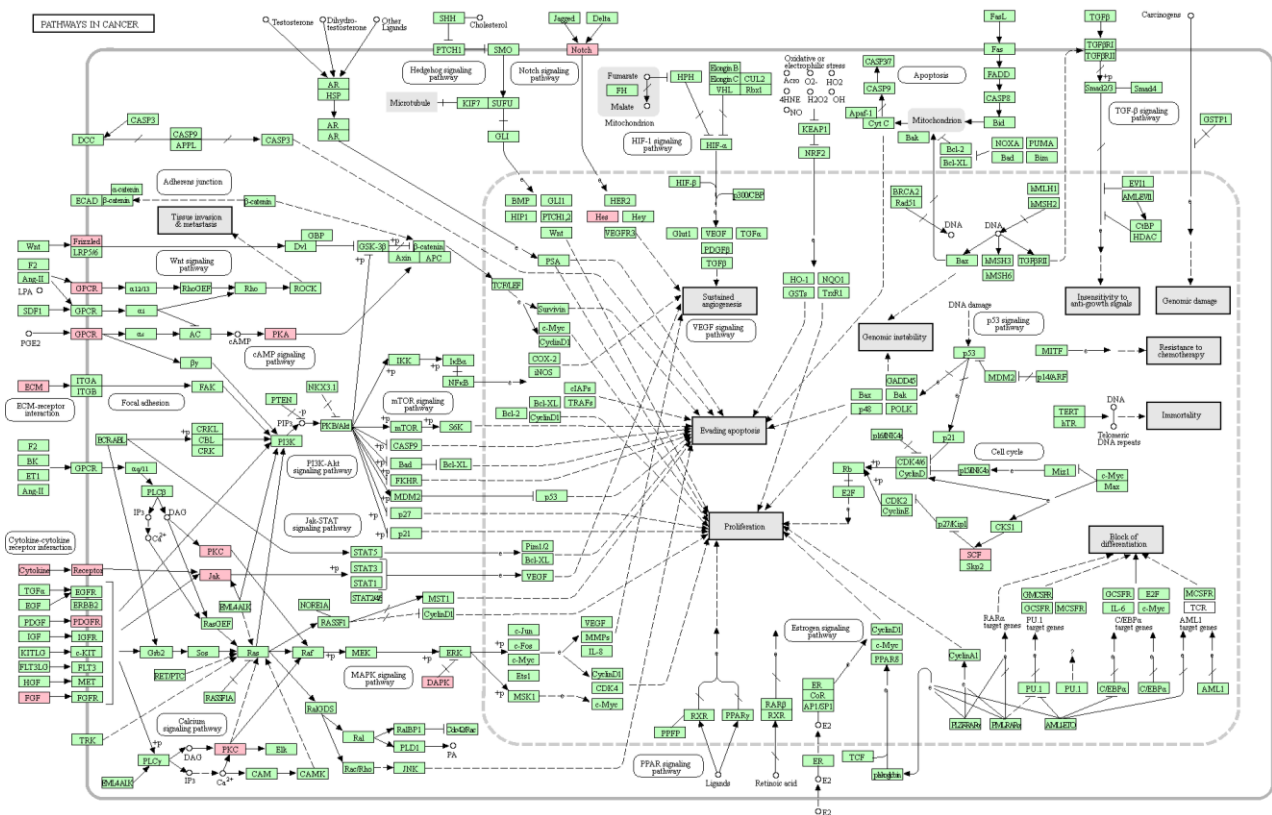 PATHWAYS IN CANCER
Testosterone
Dihydro-
testosterone
Other
Ligands
SHH
Cholesterol
PTCH1
SMO
Hedgehog signaling
pathway
Microtubule
KIF7
SUFU
GLI
Jagged
Delta
Notch
Notch signaling
pathway
Fumarate
FH
Malate
Mitochondrion
HPH
Elongin B
Elongin C
CUL2
VHL
Rbx1
HIF-1 signaling
pathway
HIF-α
Oxidative or
electrophilic stress
Acro
O2-
HO2
4HNE
H2O2
OH
NO
KEAP1
NRF2
CASP3/7
CASP9
Apaf-1
Cyt C
Apoptosis
Mitochondrion
Bak
Bcl-2
Bcl-XL
FasL
Fas
FADD
CASP8
Bid
NOXA
PUMA
Bad
Bim
TGFβ
TGFβRI
TGFβRII
+p
Smad2/3
Smad4
TGF-β signaling
pathway
Carcinogens
GSTP1
AR
HSP
AR
AR
DCC
CASP3
CASP9
APPL
CASP3
Adherens junction
ECAD
α-catenin
β-catenin
β-catenin
Tissue invasion
& metastasis
Wnt
Frizzled
LRP5/6
Dvl
GBP
GSK-3β
β-catenin
Axin
APC
Wnt signaling
pathway
F2
Ang-II
LPA
GPCR
α12/13
RhoGEF
Rho
ROCK
SDF1
GPCR
αi
PGE2
GPCR
αs
AC
cAMP
PKA
cAMP signaling
pathway
βγ
ECM
ITGA
ITGB
FAK
ECM-receptor
interaction
Focal adhesion
PTEN
NKX3.1
PIP3
PKB/Akt
PI3K
PI3K-Akt
signaling pathway
BCR-ABL
CRKL
CBL
CRK
F2
BK
ET1
Ang-II
GPCR
αq/11
PLCβ
IP3
DAG
Ca2+
IKK
IκBα
NFκB
mTOR signaling
pathway
mTOR
S6K
CASP9
Bad
Bcl-XL
FKHR
MDM2
p53
p27
p21
Jak-STAT
signaling pathway
Cytokine-cytokine
receptor interaction
Cytokine
Receptor
PKC
Jak
STAT5
STAT3
STAT1
Pim1/2
Bcl-XL
VEGF
TGFα
EGFR
EGF
ERBB2
PDGF
PDGFR
IGF
IGFR
KITLG
c-KIT
FLT3LG
FLT3
HGF
MET
FGF
FGFR
TRK
EML4-ALK
RasGEF
Grb2
Sos
Ras
Raf
MEK
ERK
RET/PTC
RASSF1A
NORE1A
RASSF1
MST1
CyclinD1
MAPK signaling
pathway
DAPK
c-Jun
c-Fos
c-Myc
Ets1
MSK1
VEGF
MMPs
IL-8
CyclinD1
CDK4
c-Myc
Calcium
signaling pathway
PLCγ
DAG
IP3
PKC
Ca2+
Elk
CAM
CAMK
EML4-ALK
RalGDS
Ral
RalBP1
PLD1
PA
Rac/Rho
JNK
BMP
GLI1
HIP1
PTCH1,2
Wnt
HER2
Hes
Hey
VEGFR3
HIF-β
p300/CBP
Glut1
VEGF
TGFα
PDGFβ
TGFβ
PSA
TCF/LEF
Survivin
c-Myc
CyclinD1
COX-2
iNOS
cIAPs
Bcl-XL
TRAFs
Bcl-2
CyclinD1
Sustained
angiogenesis
VEGF signaling
pathway
HO-1
NQO1
GSTs
TxnR1
BRCA2
Rad51
DNA
hMLH1
hMSH2
DNA
Bax
hMSH3
TGFβRII
hMSH6
EVI1
AML-EVI1
CtBP
HDAC
Insensitivity to
anti-growth signals
Genomic damage
Genomic instability
DNA damage
p53 signaling
pathway
p53
MDM2
p14/ARF
MITF
Resistance to
chemotherapy
GADD45
Bax
Bak
p48
POLK
p21
TERT
hTR
DNA
Telomeric
DNA repeats
Immortality
Evading apoptosis
Proliferation
Cell cycle
CDK4/6
CyclinD
Miz1
c-Myc
Max
Rb
E2F
CDK2
CyclinE
p27/Kip1
CKS1
SCF
Skp2
Block of
differentiation
RARα
target genes
GMCSFR
GCSFR
MCSFR
PU.1
target genes
GCSFR
E2F
IL-6
c-Myc
C/EBPα
target genes
MCSFR
TCR
AML1
target genes
Estrogen signaling
pathway
CyclinD1
c-Myc
PPARδ
CyclinA1
?
PU.1
PU.1
C/EBPα
C/EBPα
AML1
PLZF-RARα
PML-RARα
AML1-ETO
ER
CoR
AP1/SP1
E2
ER
E2
E2
PPFP
RXR
PPARγ
RARβ
RXR
PPAR signaling
pathway
Ligands
Retinoic acid
TCF